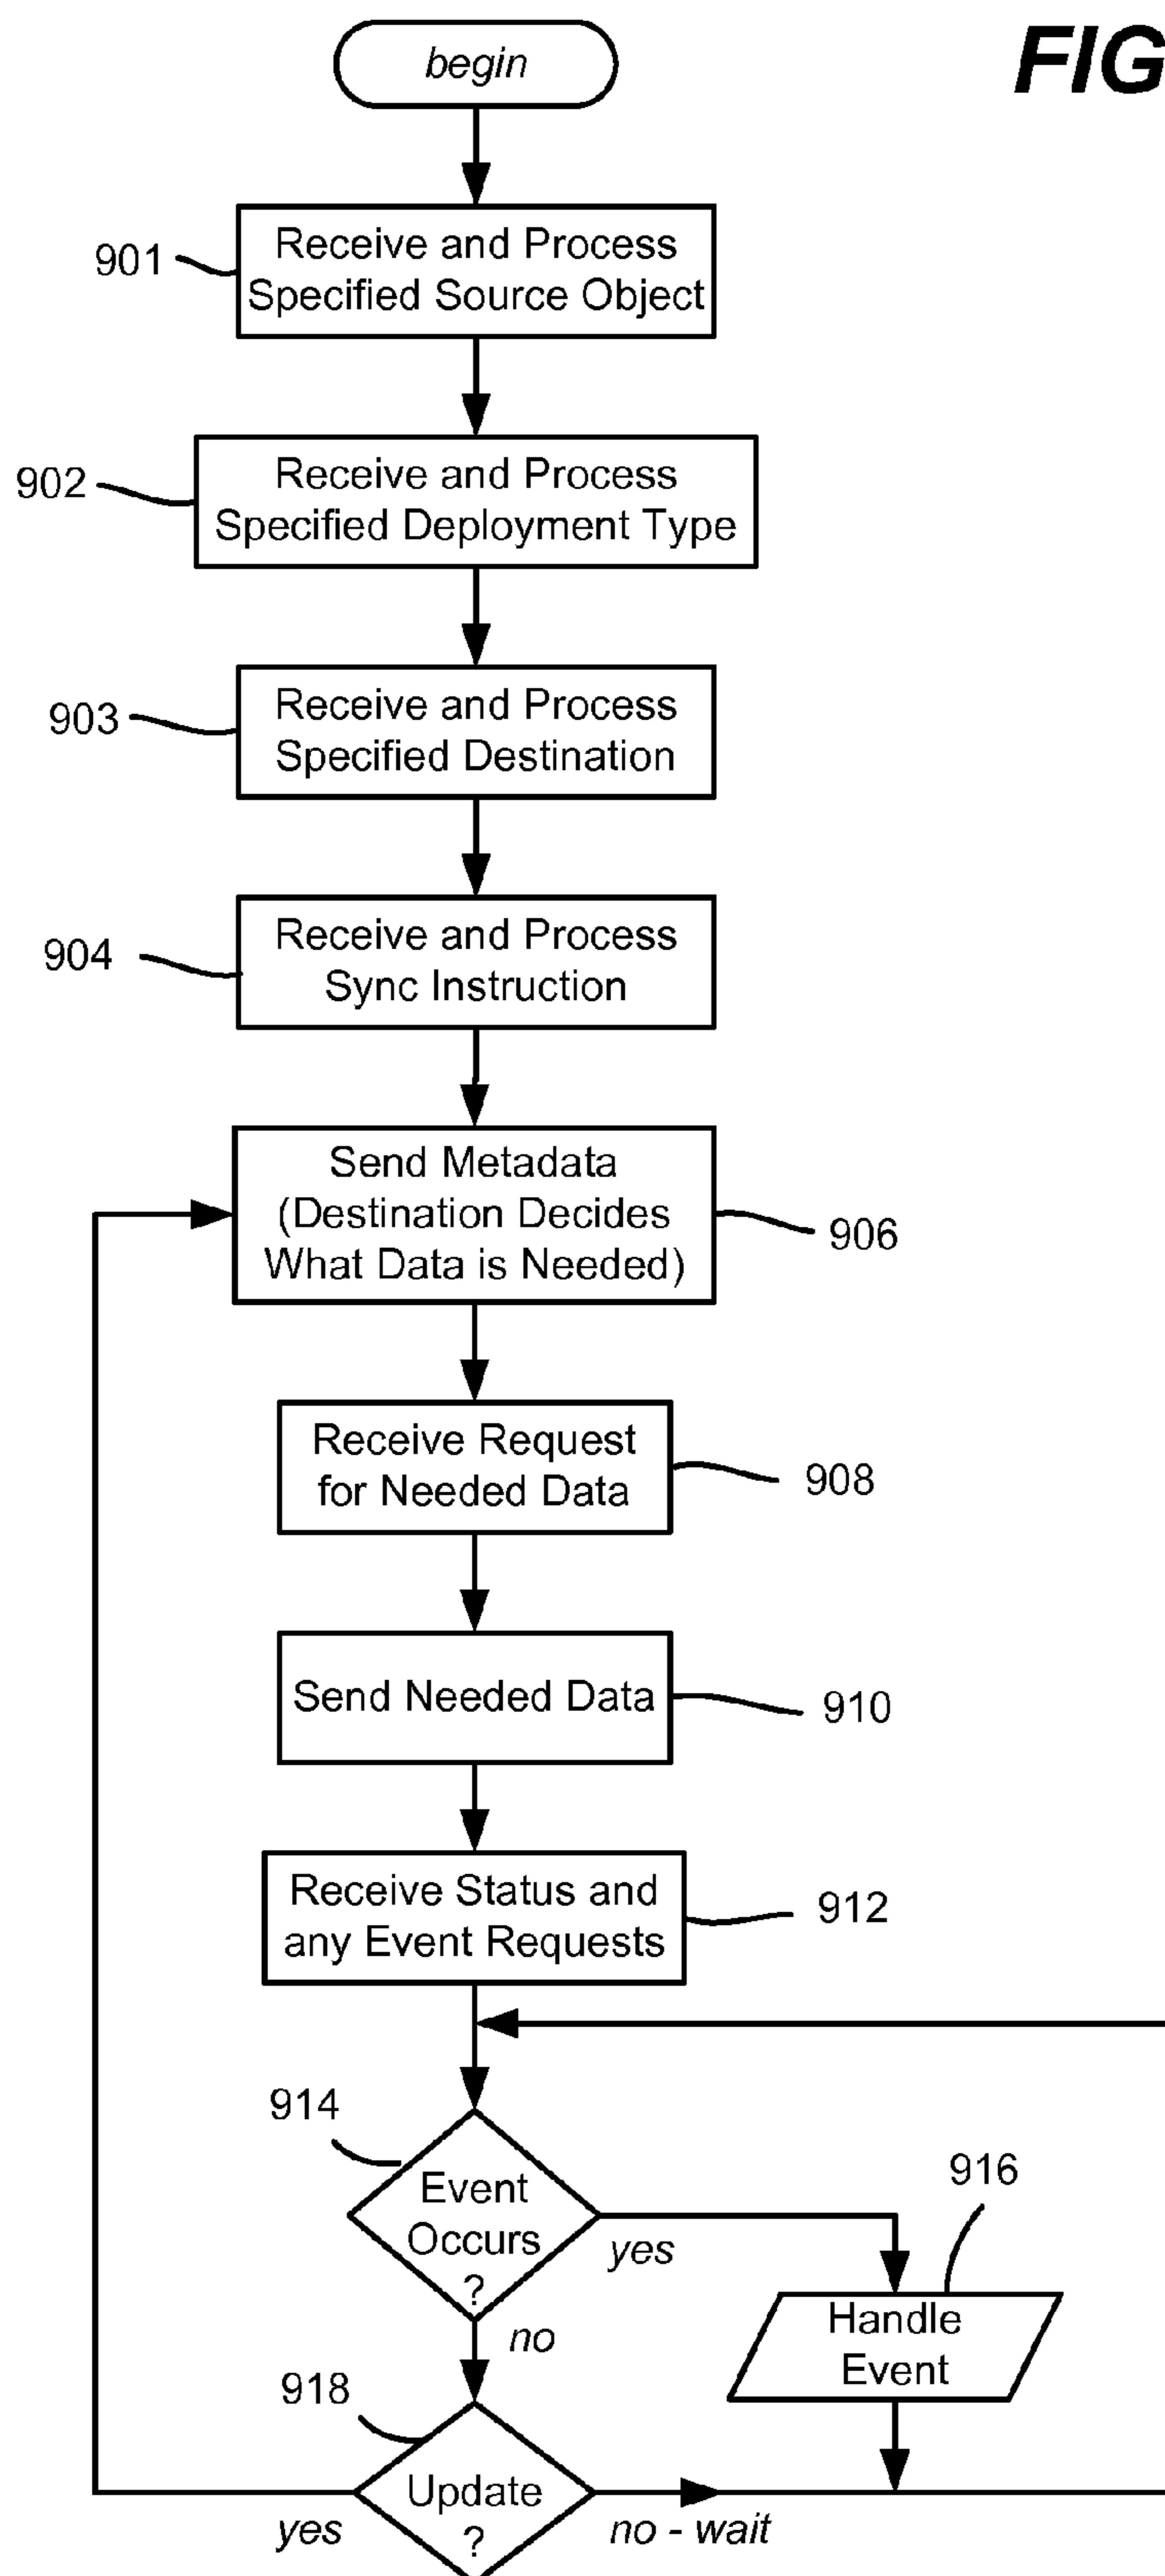 FIG
begin
901
Receive and Process
Specified Source Object
902
Receive and Process
Specified Deployment Type
903
Receive and Process
Specified Destination
904
Receive and Process
Sync Instruction
Send Metadata
(Destination Decides
What Data is Needed)
906
Receive Request
for Needed Data
908
Send Needed Data
910
Receive Status and
any Event Requests
912
914
Event
Occurs
?
yes
no
916
Handle
Event
918
Update
?
yes
no - wait